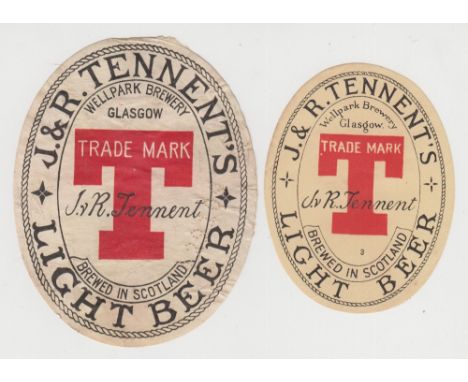 J. & R. TENNENT'S
WELLPARK BREWERY
GLASGOW
TRADE MARK
T
J. & R. Tennent
BREWED IN SCOTLAND
LIGHT BEER
J. & R. TENNENT'S
Wellpark Brewery
Glasgow.
TRADE MARK
T
J. & R. Tennent
3
BREWED IN SCOTLAND
LIGHT BEER